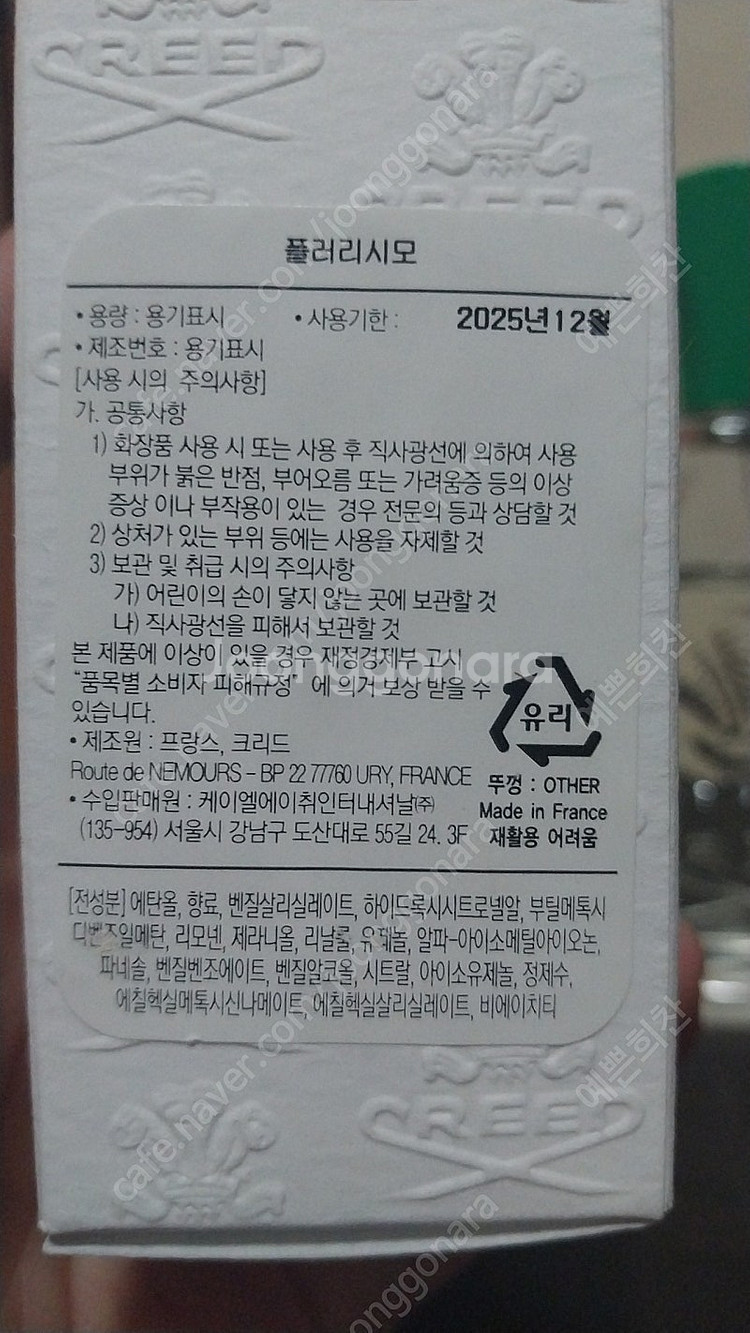 CREED
CREED
플러리시모
• 용량 : 용기표시 • 사용기한 : 2025년12월
• 제조번호 : 용기표시
[사용 시의 주의사항]
가. 공통사항
1) 화장품 사용 시 또는 사용 후 직사광선에 의하여 사용
부위가 붉은 반점, 부어오름 또는 가려움증 등의 이상
증상 이나 부작용이 있는 경우 전문의 등과 상담할 것
2) 상처가 있는 부위 등에는 사용을 자제할 것
3) 보관 및 취급 시의 주의사항
가) 어린이의 손이 닿지 않는 곳에 보관할 것
나) 직사광선을 피해서 보관할 것
본 제품에 이상이 있을 경우 재정경제부 고시
"품목별 소비자 피해규정" 에 의거 보상 받을 수
있습니다.
유리
• 제조원 : 프랑스, 크리드
Route de NEMOURS - BP 22 77760 URY, FRANCE
뚜껑 : OTHER
• 수입판매원 : 케이엘에이취인터내셔날㈜
Made in France
(135-954) 서울시 강남구 도산대로 55길 24. 3F
재활용 어려움
[전성분] 에탄올, 향료, 벤질살리실레이트, 하이드록시시트로넬알, 부틸메톡시
디벤조일메탄, 리모넨, 제라니올, 리날룰, 유제놀, 알파-아이소메틸아이오논,
파네솔, 벤질벤조에이트, 벤질알코올, 시트랄, 아이소유제놀, 정제수,
에칠헥실메톡시신나메이트, 에칠헥실살리실레이트, 비에이치티
CREED
Joonggonara
cafe.naver.com/joonggonara
cafe.naver.com/joonggonara
예쁜희찬
예쁜희찬
예쁜희찬